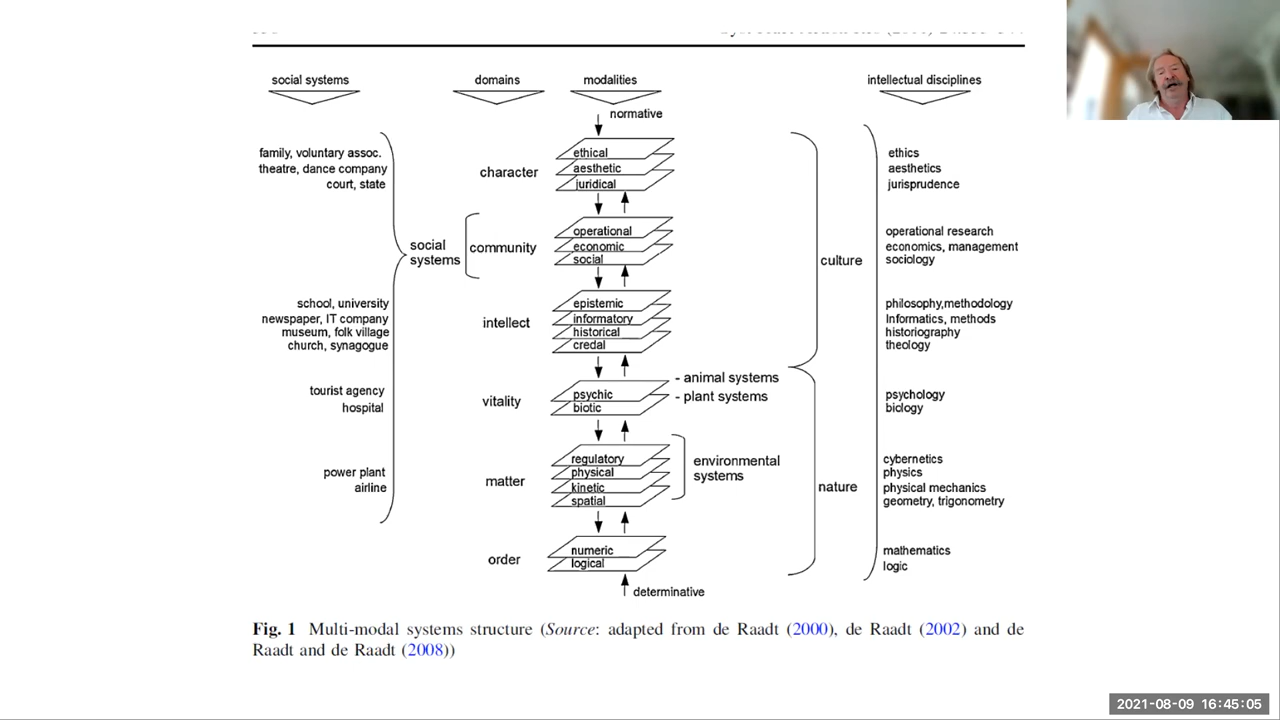 social systems domains modalities intellectual disciplines
normative
family, voluntary assoc. ethical ethics
theatre, dance company character aesthetic aesthetics
court, state juridical jurisprudence
operational operational research
social community economic economics, management
systems social culture sociology
school, university epistemic philosophy,methodology
newspaper, IT company intellect informatory Informatics, methods
museum, folk village historical historiography
church, synagogue credal theology
- animal systems
tourist agency vitality psychic - plant systems psychology
hospital biotic biology
regulatory environmental cybernetics
power plant matter physical systems physics
airline kinetic nature physical mechanics
spatial geometry, trigonometry
numeric mathematics
order logical logic
determinative
Fig. 1 Multi-modal systems structure (Source: adapted from de Raadt (2000), de Raadt (2002) and de
Raadt and de Raadt (2008))
2021-08-09 16:45:05